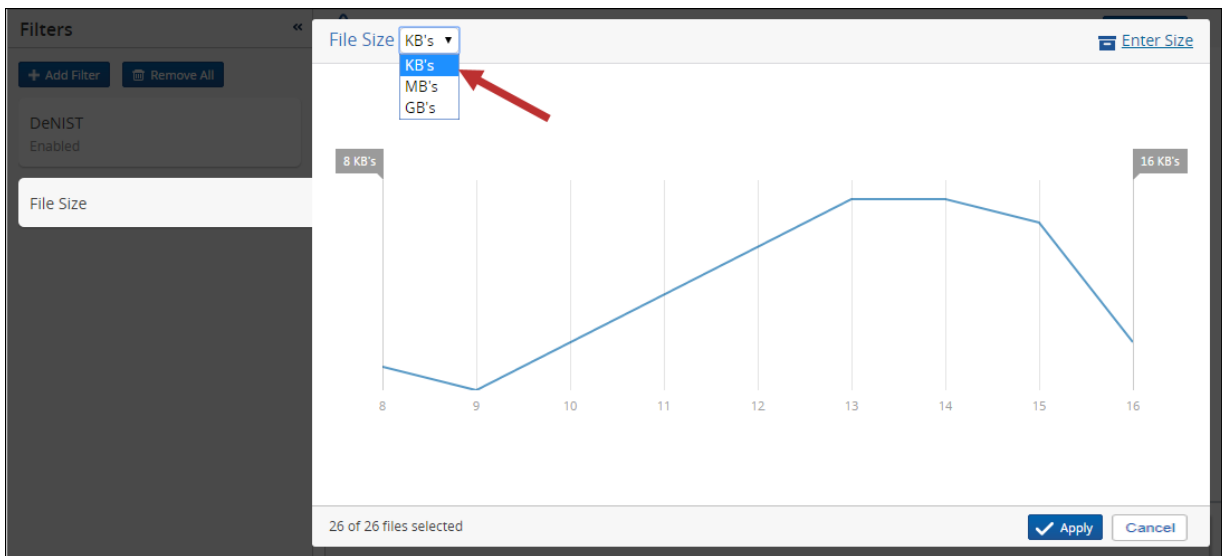 Filters «
+ Add Filter Remove All
DeNIST
Enabled
File Size
File Size KB's ▼
Enter Size
KB's
MB's
GB's
8 KB's
16 KB's
8 9 10 11 12 13 14 15 16
26 of 26 files selected
Apply Cancel